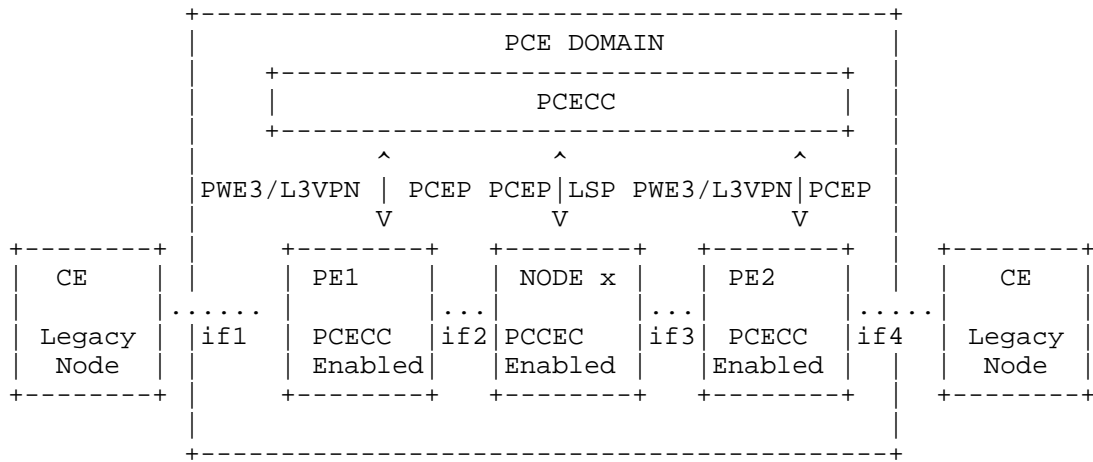 PCE DOMAIN
PCECC
PWE3/L3VPN | PCEP PCEP|LSP PWE3/L3VPN|PCEP
CE PE1 NODE x PE2 CE
...... ... ... .....
Legacy if1 PCECC if2 PCCEC if3 PCECC if4 Legacy
Node Enabled Enabled Enabled Node